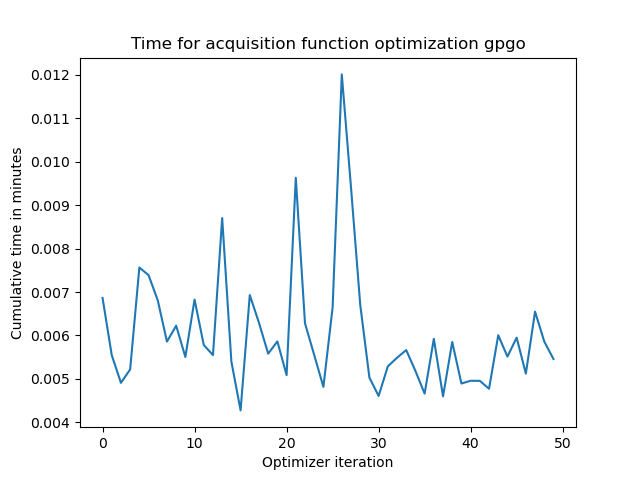 Time for acquisition function optimization gpgo
Cumulative time in minutes
0.012
0.011
0.010
0.009
0.008
0.007
0.006
0.005
0.004
0 10 20 30 40 50
Optimizer iteration